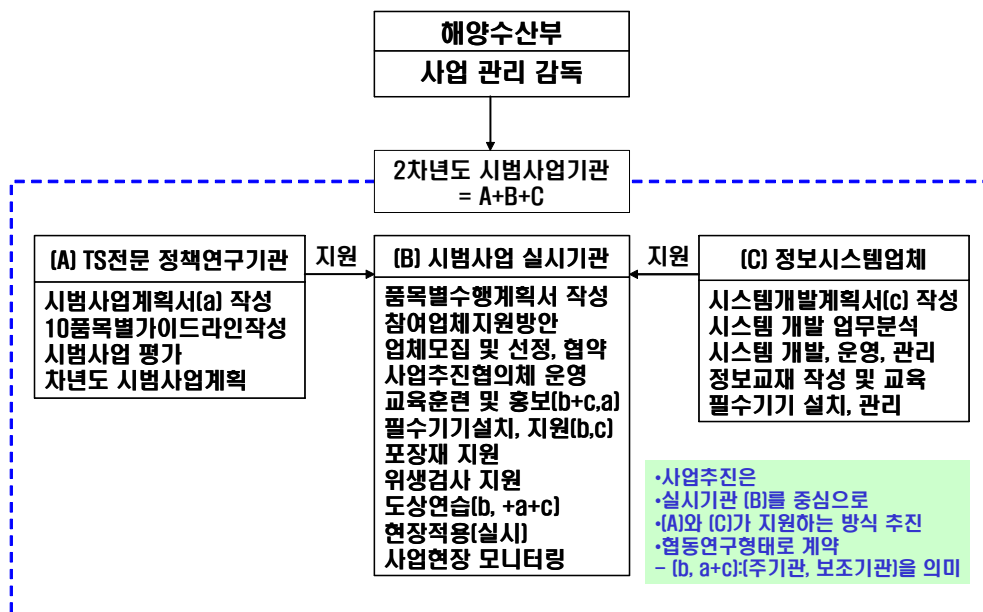 해양수산부
사업 관리 감독
2차년도 시범사업기관
= A+B+C
(A) TS전문 정책연구기관
시범사업계획서(a) 작성
10품목별가이드라인작성
시범사업 평가
차년도 시범사업계획
지원
(B) 시범사업 실시기관
품목별수행계획서 작성
참여업체지원방안
업체모집 및 선정, 협약
사업추진협의체 운영
교육훈련 및 홍보(b+c,a)
필수기기설치, 지원(b,c)
포장재 지원
위생검사 지원
도상연습(b, +a+c)
현장적용(실시)
사업현장 모니터링
지원
(C) 정보시스템업체
시스템개발계획서(c) 작성
시스템 개발 업무분석
시스템 개발, 운영, 관리
정보교재 작성 및 교육
필수기기 설치, 관리
•사업추진은
•실시기관 (B)를 중심으로
•(A)와 (C)가 지원하는 방식 추진
•협동연구형태로 계약
– (b, a+c):(주기관, 보조기관)을 의미